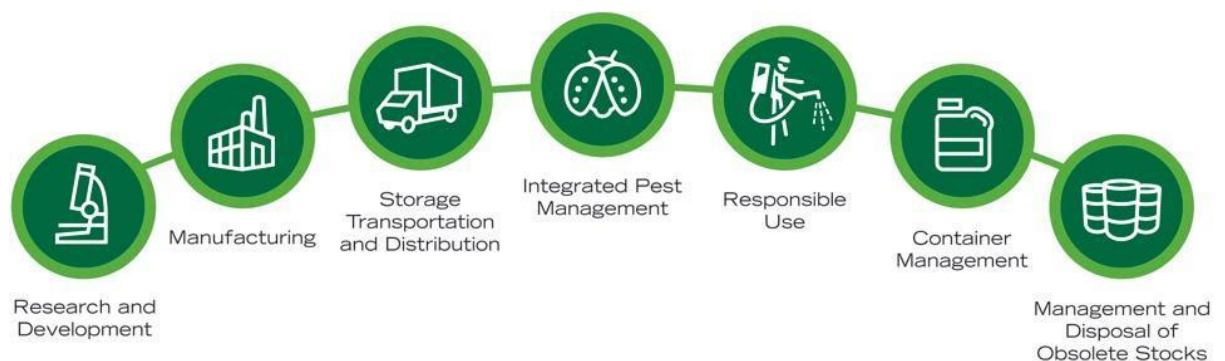 Research and
Development
Manufacturing
Storage
Transportation
and Distribution
Integrated Pest
Management
Responsible
Use
Container
Management
Management and
Disposal of
Obsolete Stocks